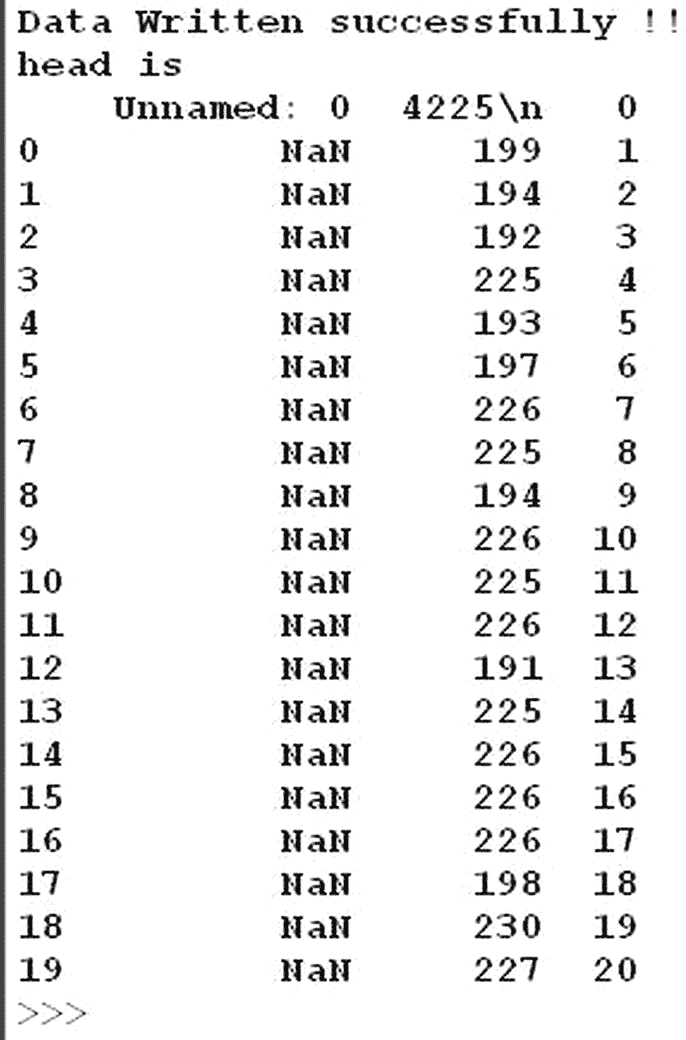 Data Written successfully !!
head is
Unnamed: 0 4225\n 0
0 NaN 199 1
1 NaN 194 2
2 NaN 192 3
3 NaN 225 4
4 NaN 193 5
5 NaN 197 6
6 NaN 226 7
7 NaN 225 8
8 NaN 194 9
9 NaN 226 10
10 NaN 225 11
11 NaN 226 12
12 NaN 191 13
13 NaN 225 14
14 NaN 226 15
15 NaN 226 16
16 NaN 226 17
17 NaN 198 18
18 NaN 230 19
19 NaN 227 20
>>>